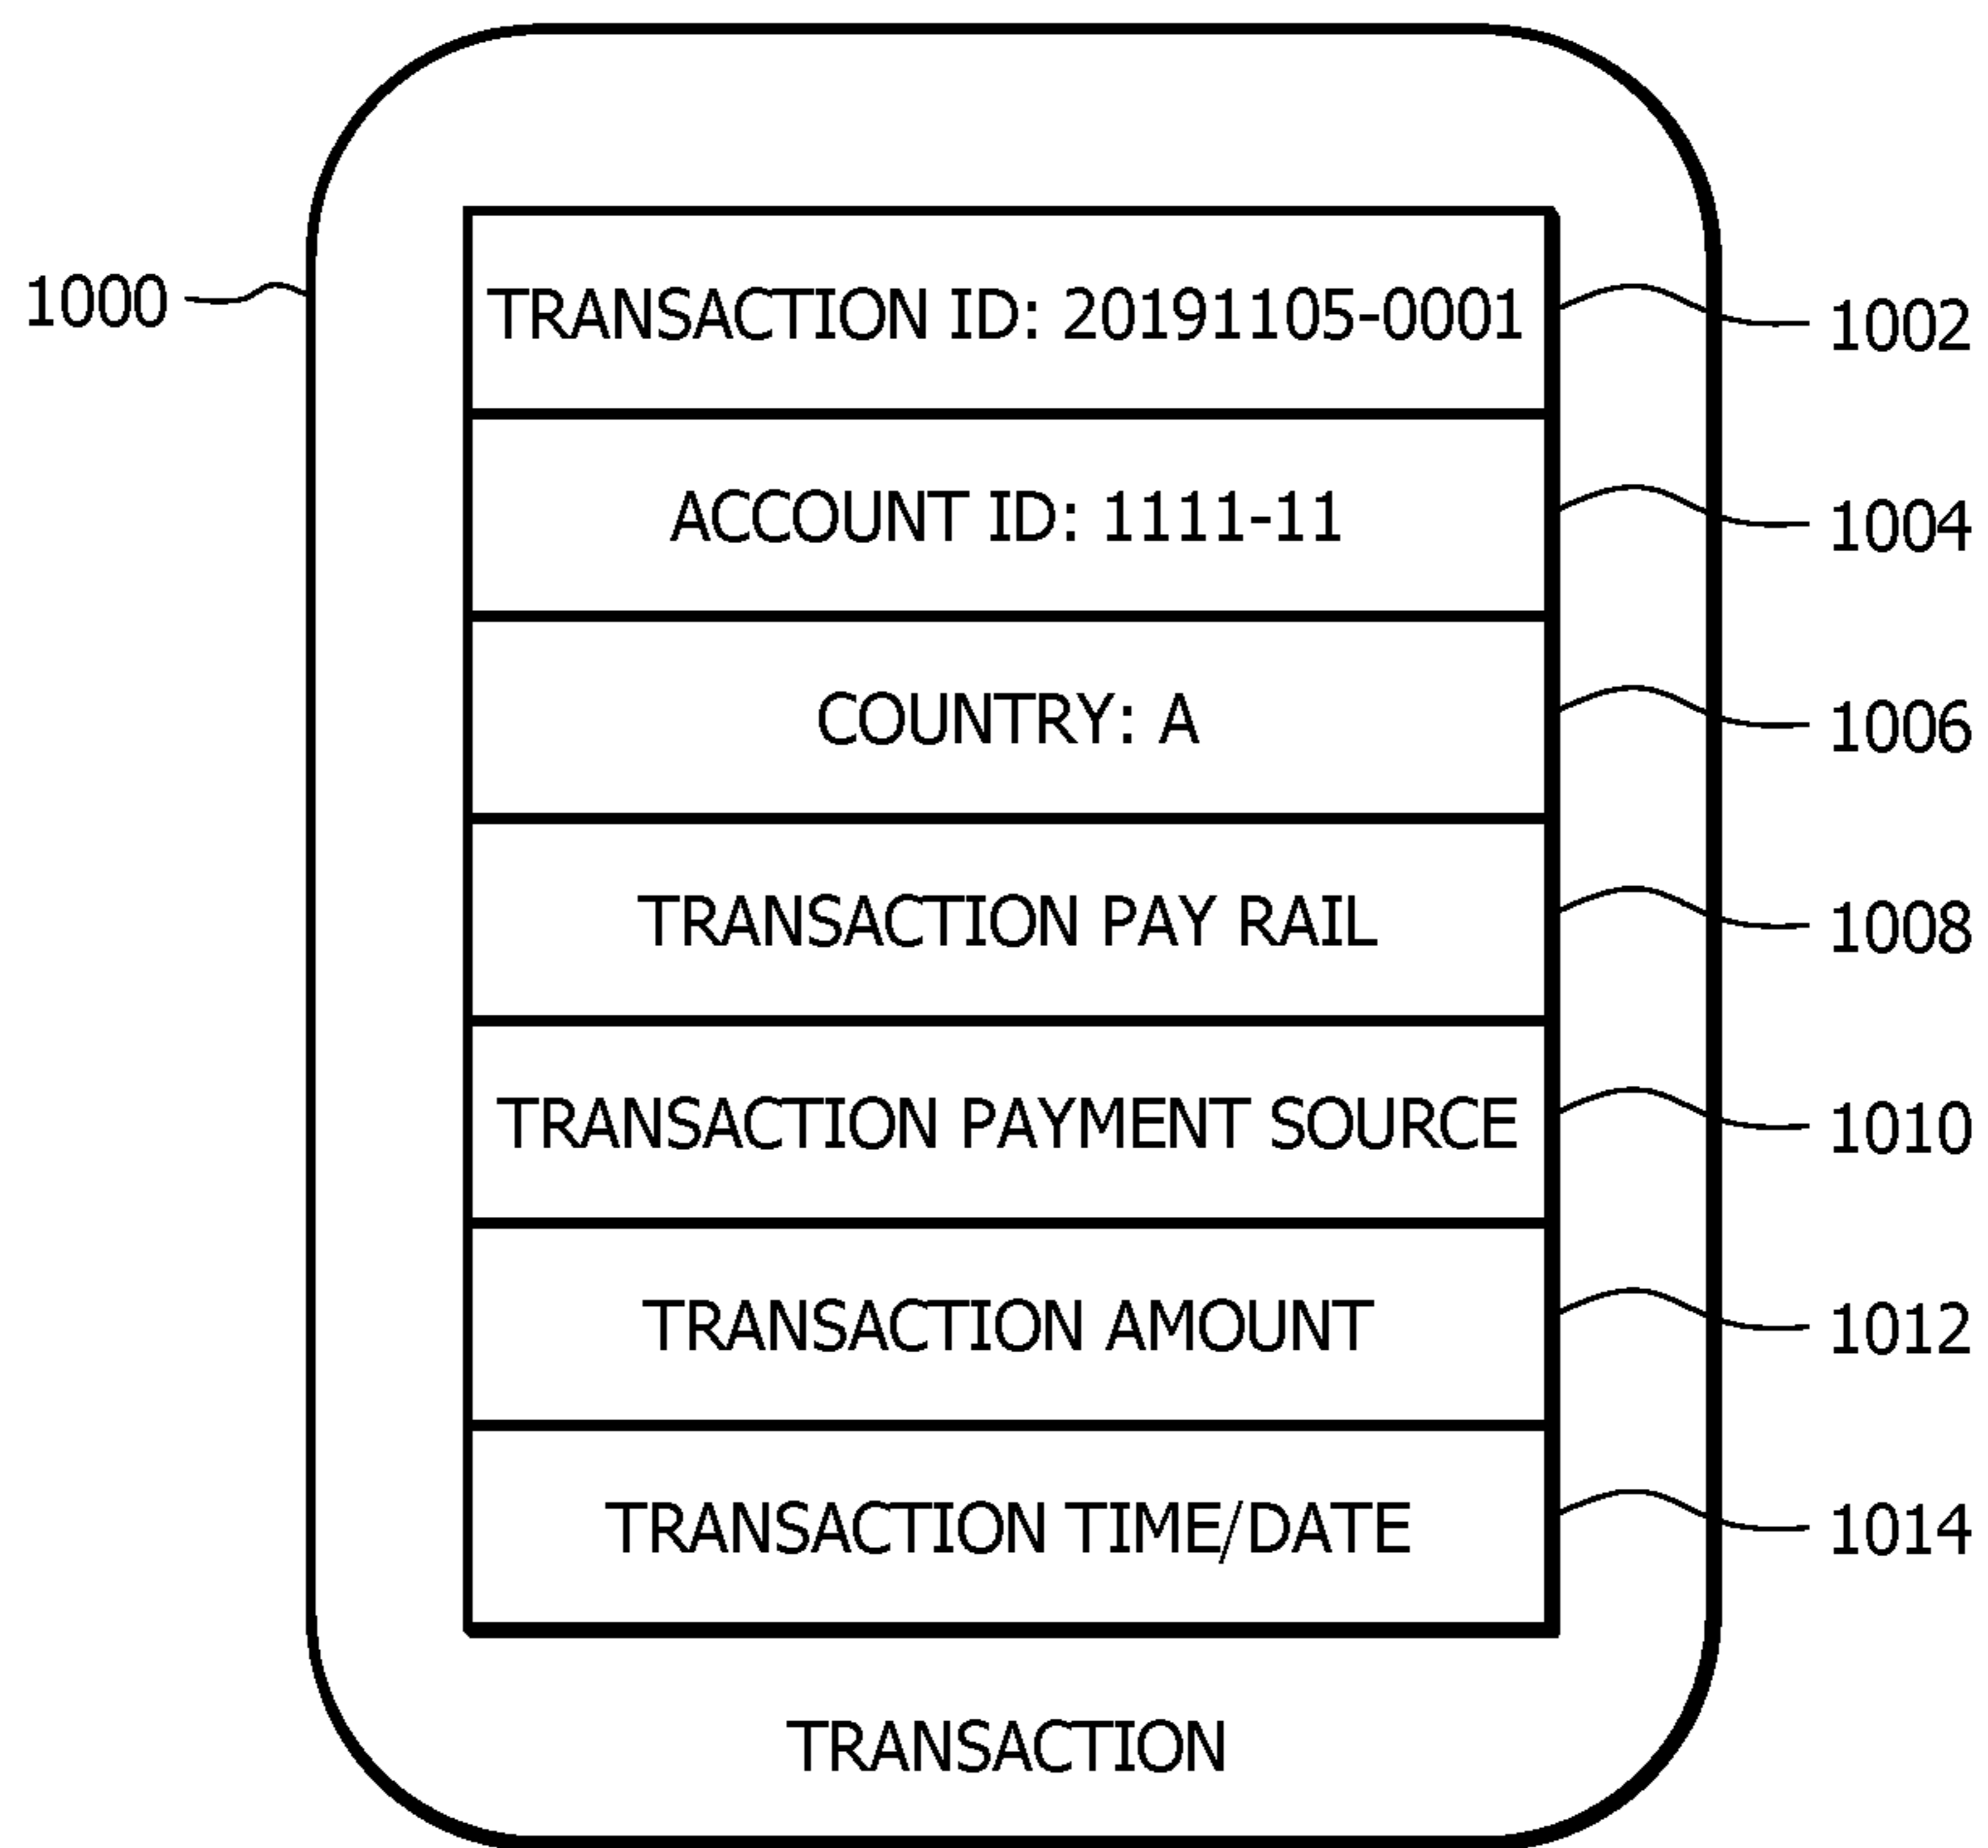 1000
TRANSACTION ID: 20191105-0001
1002
ACCOUNT ID: 1111-11
1004
COUNTRY: A
1006
TRANSACTION PAY RAIL
1008
TRANSACTION PAYMENT SOURCE
1010
TRANSACTION AMOUNT
1012
TRANSACTION TIME/DATE
1014
TRANSACTION